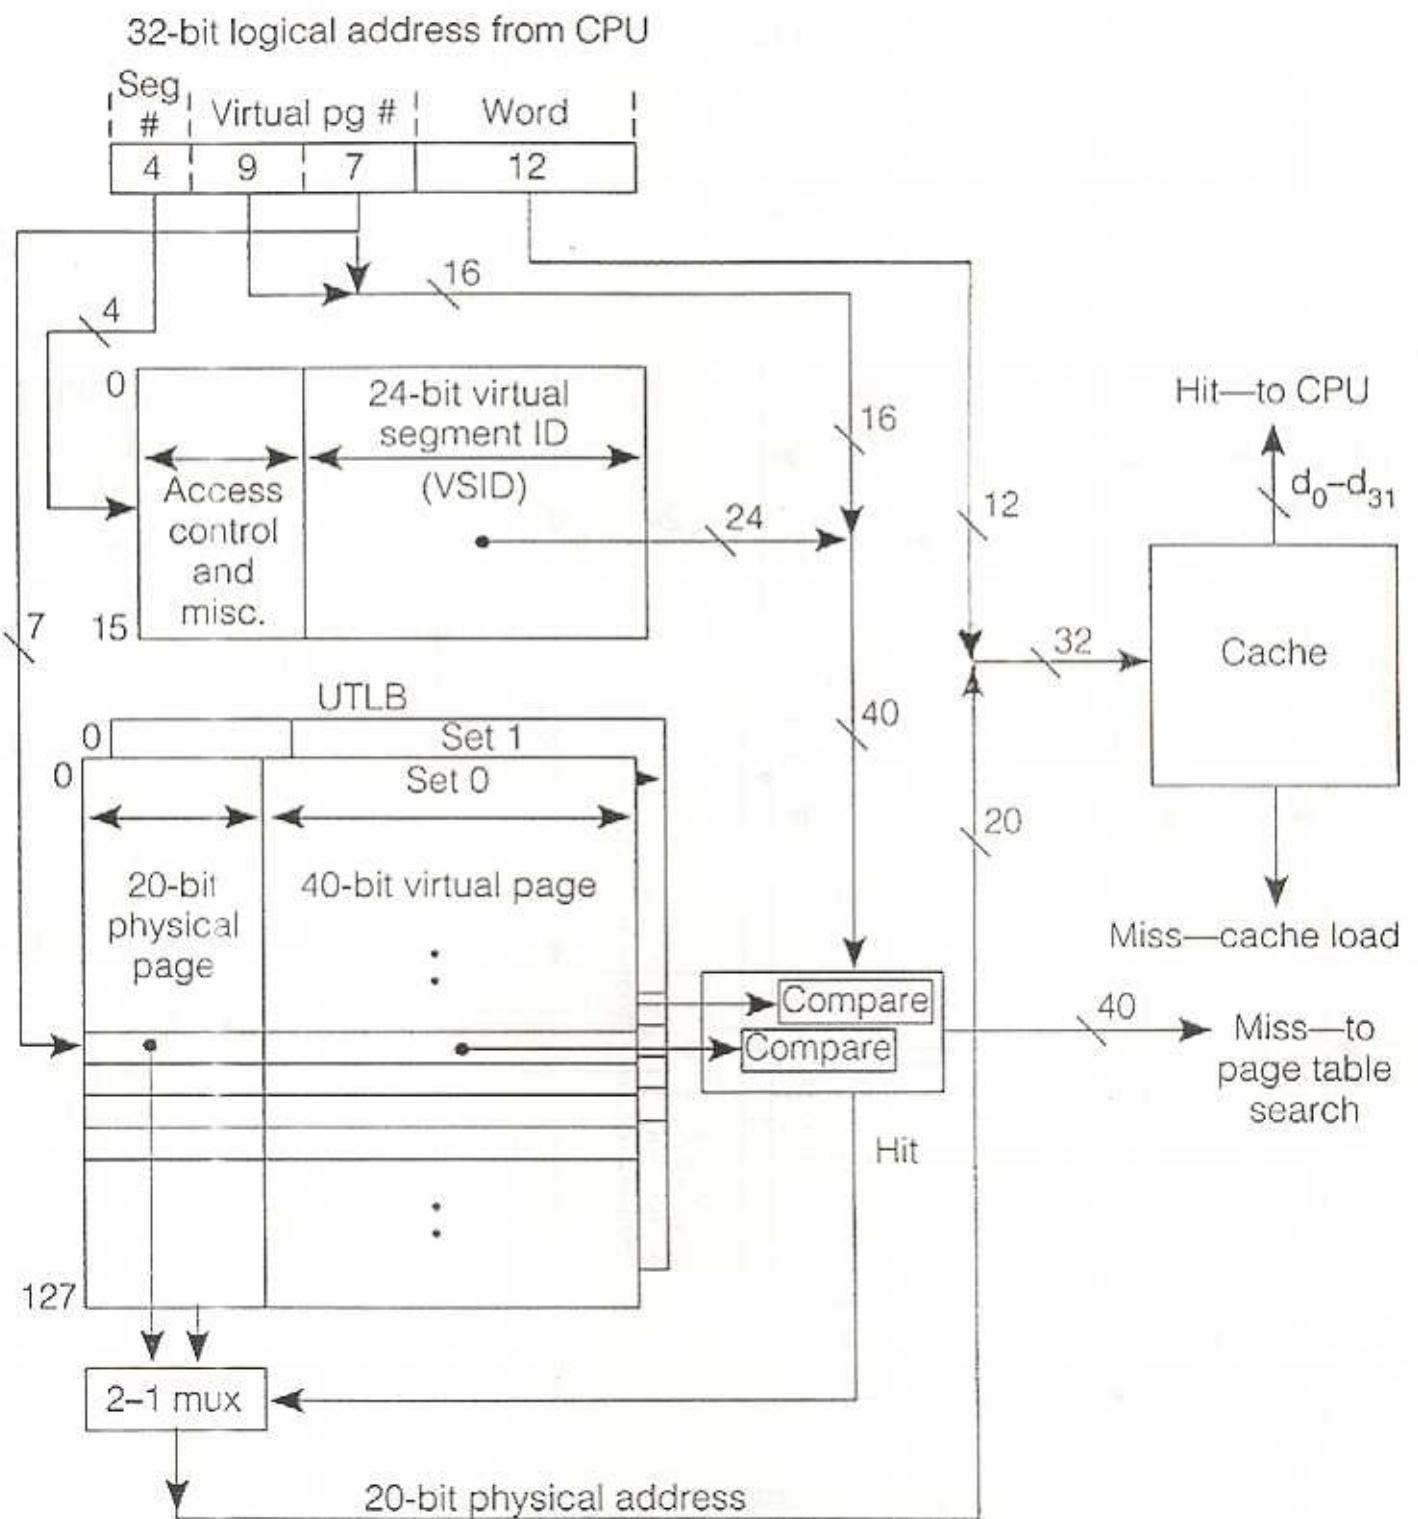 32-bit logical address from CPU
Seg
#
Virtual pg #
Word
4
9
7
12
16
4
0
24-bit virtual
segment ID
(VSID)
Access
control
and
misc.
15
24
16
12
Hit—to CPU
d0–d31
7
32
Cache
UTLB
0
Set 1
0
Set 0
40
20
20-bit
physical
page
40-bit virtual page
Miss—cache load
Compare
Compare
40
Miss—to
page table
search
Hit
127
2–1 mux
20-bit physical address